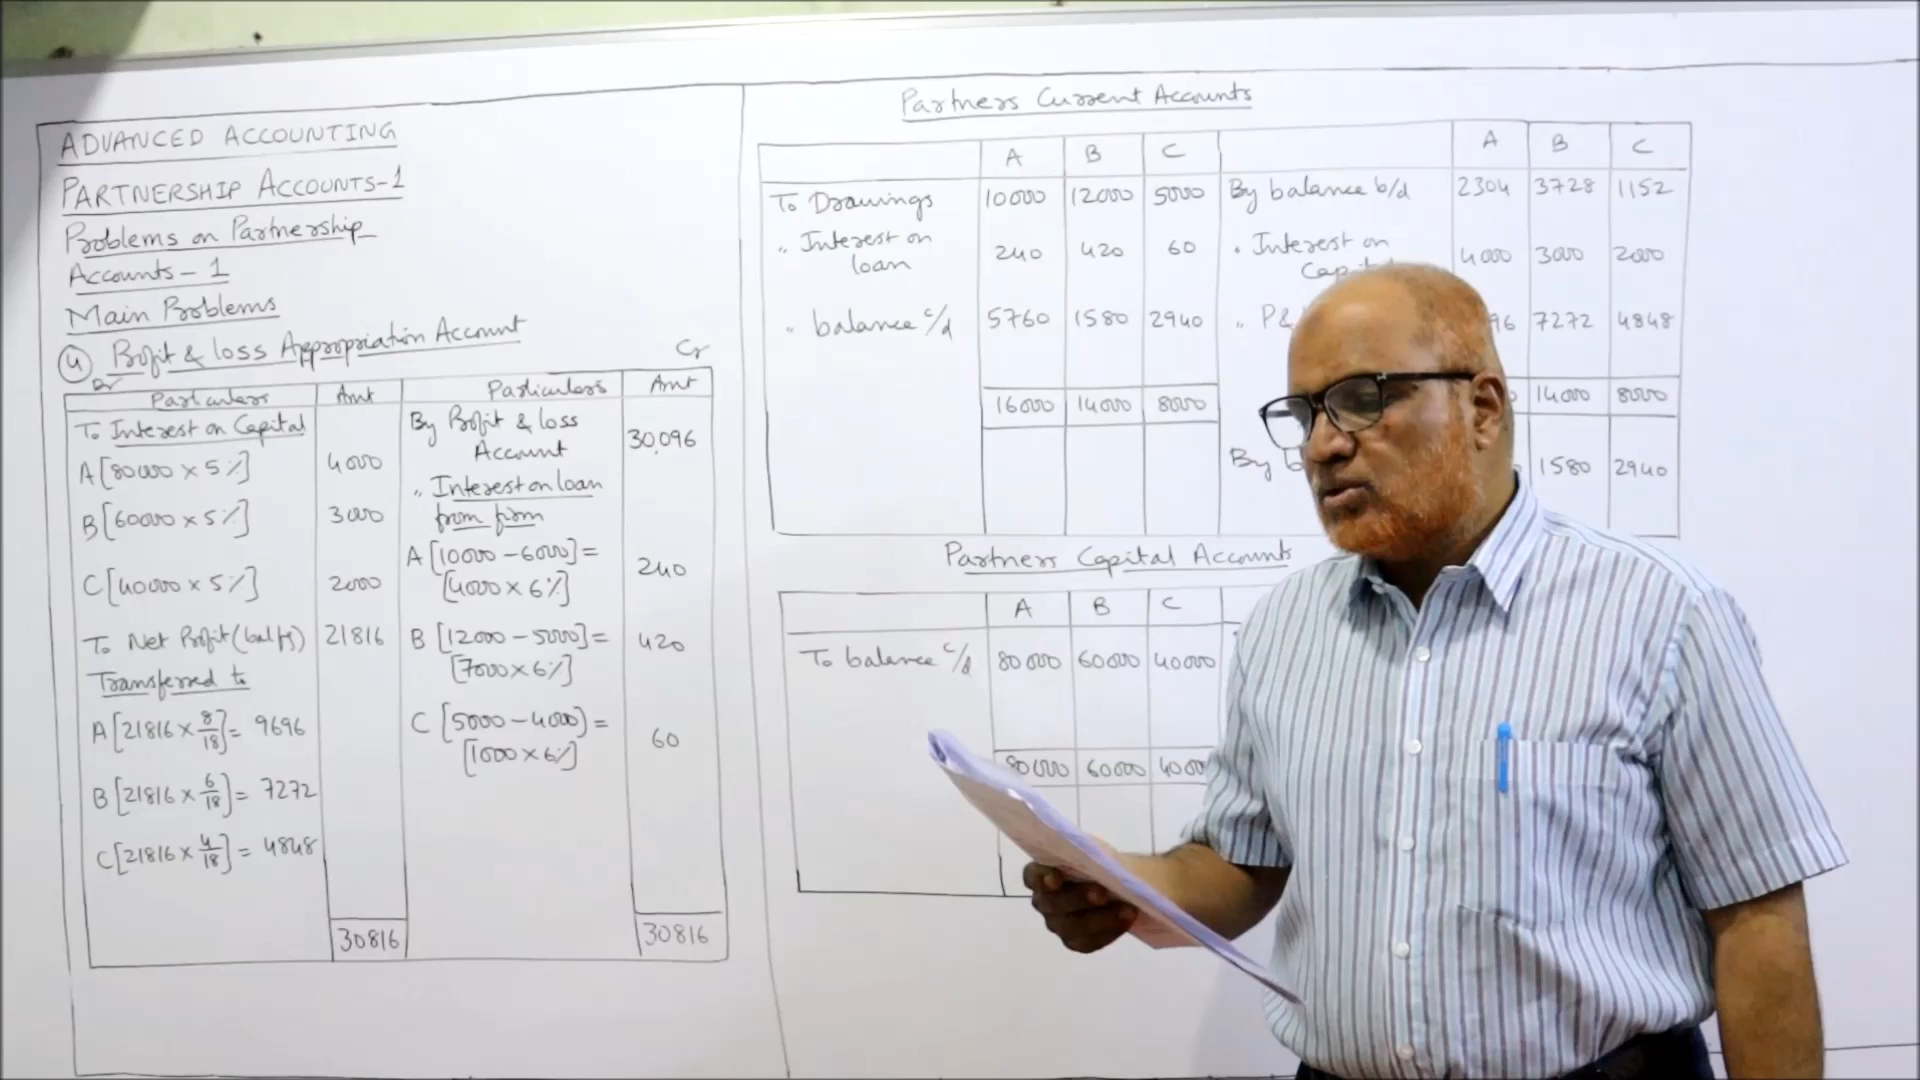 ADVANCED ACCOUNTING
PARTNERSHIP ACCOUNTS-1
Problems on Partnership
Accounts - 1
Main Problems
4 Profit & loss Appropriation Account
Dr Cr
Particulars Amt Particulars Amt
To Interest on Capital
A [80000 × 5%] 4000
B [60000 × 5%] 3000
C [40000 × 5%] 2000
To Net Profit (bal/fig) 21816
Transferred to
A [21816 × 8/18] = 9696
B [21816 × 6/18] = 7272
C [21816 × 4/18] = 4848
30816
By Profit & loss
Account 30,096
" Interest on loan
from firm
A [10000 - 6000] =
[4000 × 6%] 240
B [12000 - 5000] =
[7000 × 6%] 420
C [5000 - 4000] =
[1000 × 6%] 60
30816
Partners Current Accounts
A B C A B C
To Drawings 10000 12000 5000 By balance b/d 2304 3728 1152
" Interest on
loan 240 420 60 " Interest on
Cap 4000 3000 2000
" balance c/d 5760 1580 2940 " P& 96 7272 4848
16000 14000 8000 0 14000 8000
By b 1580 2940
Partners Capital Accounts
A B C
To balance c/d 80000 60000 40000
80000 60000 4000